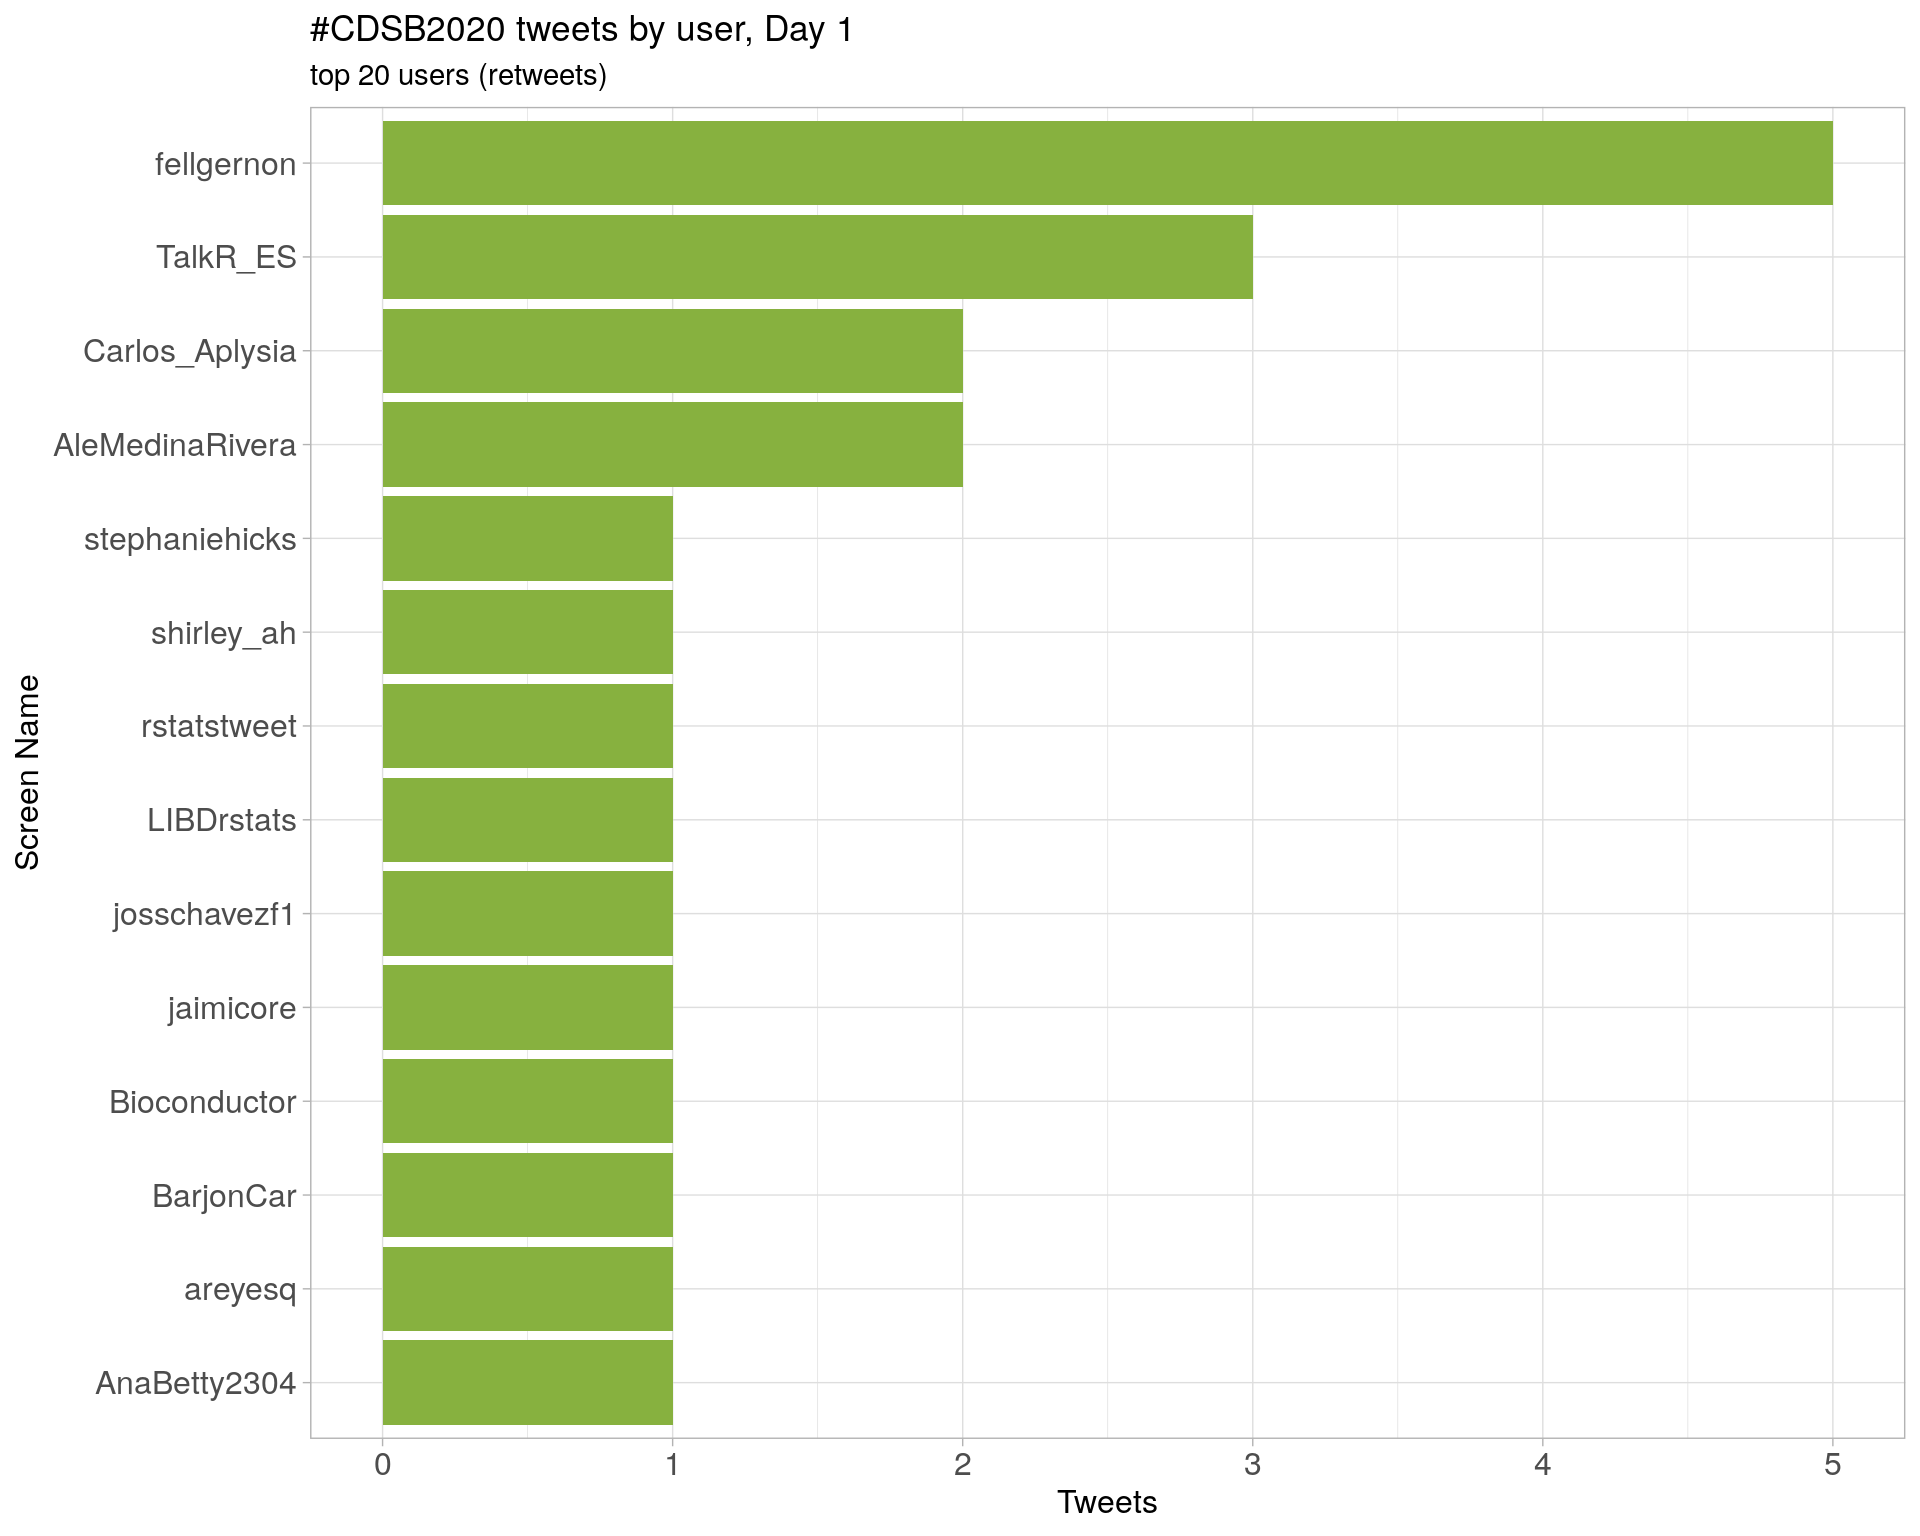 #CDSB2020 tweets by user, Day 1
top 20 users (retweets)
fellgernon
TalkR_ES
Carlos_Aplysia
AleMedinaRivera
stephaniehicks
shirley_ah
rstatstweet
LIBDrstats
josschavezf1
jaimicore
Bioconductor
BarjonCar
areyesq
AnaBetty2304
Screen Name
0 1 2 3 4 5
Tweets